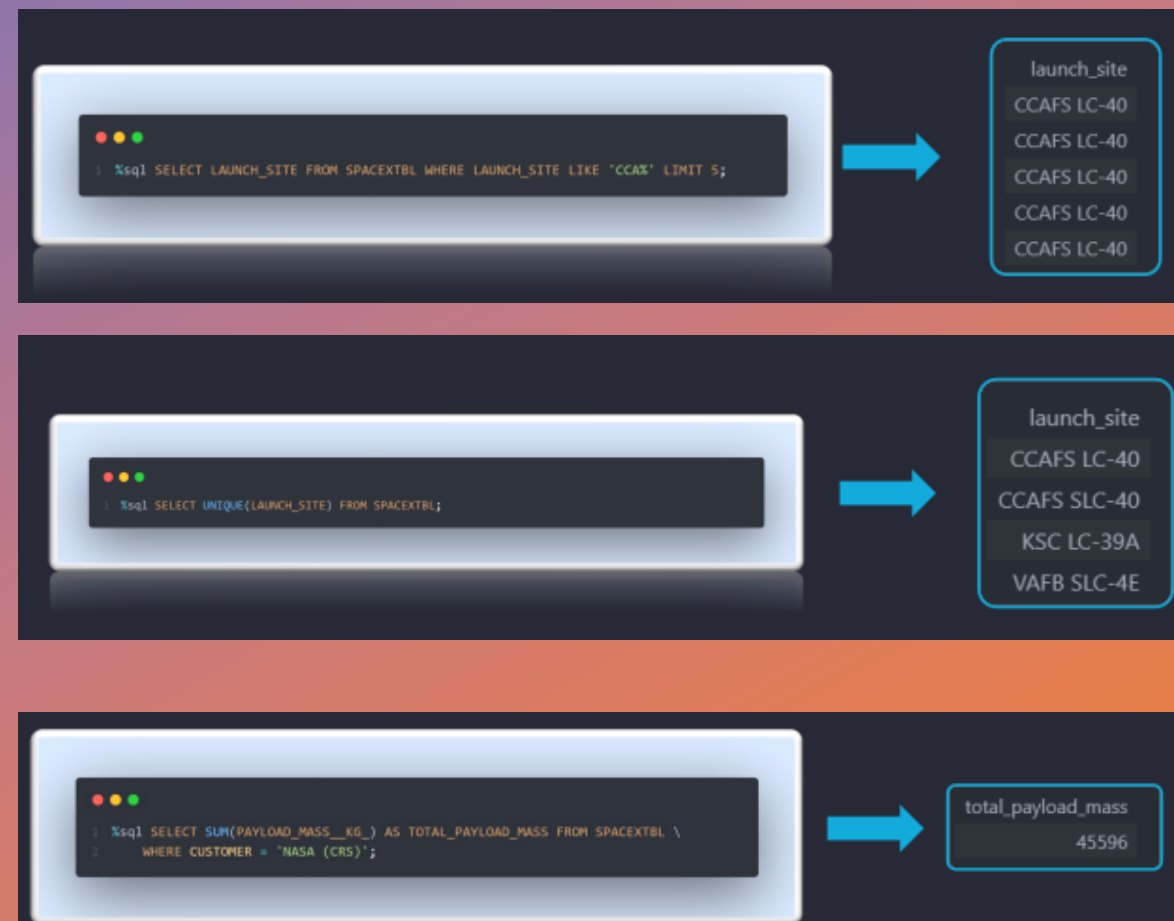 1 %sql SELECT LAUNCH_SITE FROM SPACEXTBL WHERE LAUNCH_SITE LIKE 'CCA%' LIMIT 5;
launch_site
CCAFS LC-40
CCAFS LC-40
CCAFS LC-40
CCAFS LC-40
CCAFS LC-40
1 %sql SELECT UNIQUE(LAUNCH_SITE) FROM SPACEXTBL;
launch_site
CCAFS LC-40
CCAFS SLC-40
KSC LC-39A
VAFB SLC-4E
1 %sql SELECT SUM(PAYLOAD_MASS__KG_) AS TOTAL_PAYLOAD_MASS FROM SPACEXTBL \
2 WHERE CUSTOMER = 'NASA (CRS)';
total_payload_mass
45596